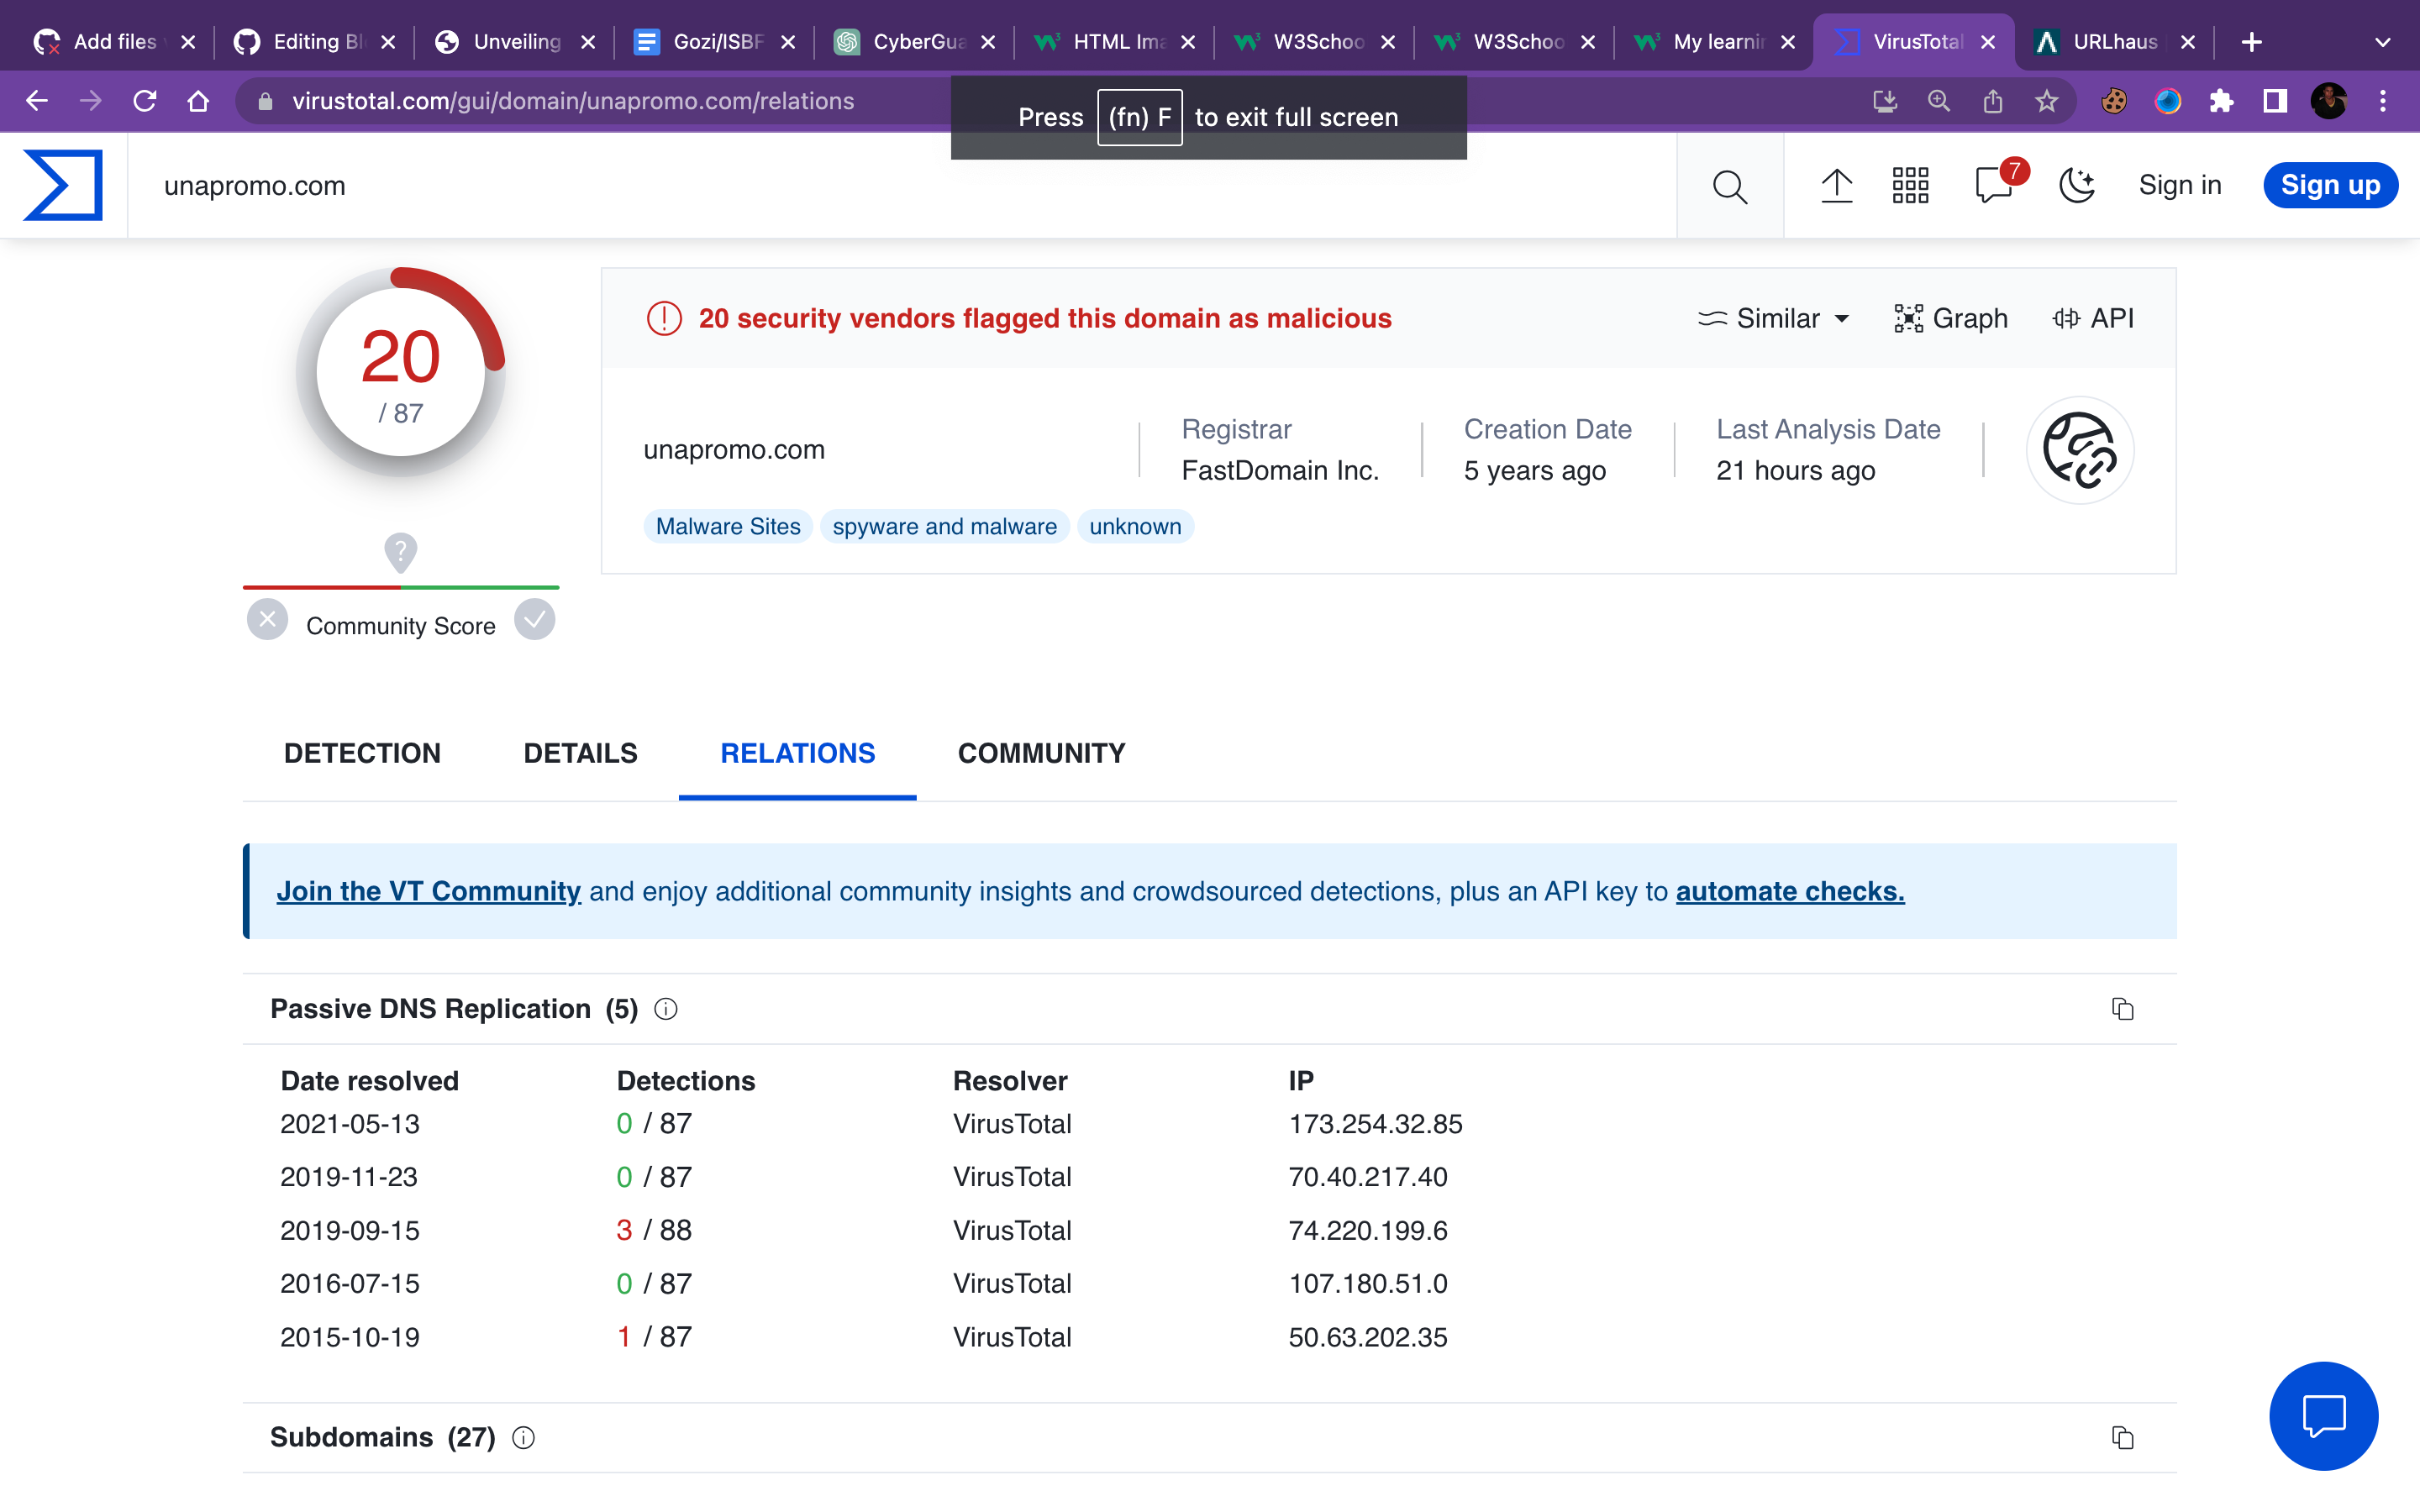 Add files
Editing Bl
Unveiling
Gozi/ISBF
CyberGua
HTML Ima
W3Schoo
W3Schoo
My learnin
VirusTotal
URLhaus
virustotal.com/gui/domain/unapromo.com/relations
Press (fn) F to exit full screen
unapromo.com
7
Sign in
Sign up
20
/ 87
Community Score
20 security vendors flagged this domain as malicious
Similar
Graph
API
unapromo.com
Registrar
FastDomain Inc.
Creation Date
5 years ago
Last Analysis Date
21 hours ago
Malware Sites
spyware and malware
unknown
DETECTION
DETAILS
RELATIONS
COMMUNITY
Join the VT Community and enjoy additional community insights and crowdsourced detections, plus an API key to automate checks.
Passive DNS Replication (5)
Date resolved Detections Resolver IP
2021-05-13 0 / 87 VirusTotal 173.254.32.85
2019-11-23 0 / 87 VirusTotal 70.40.217.40
2019-09-15 3 / 88 VirusTotal 74.220.199.6
2016-07-15 0 / 87 VirusTotal 107.180.51.0
2015-10-19 1 / 87 VirusTotal 50.63.202.35
Subdomains (27)